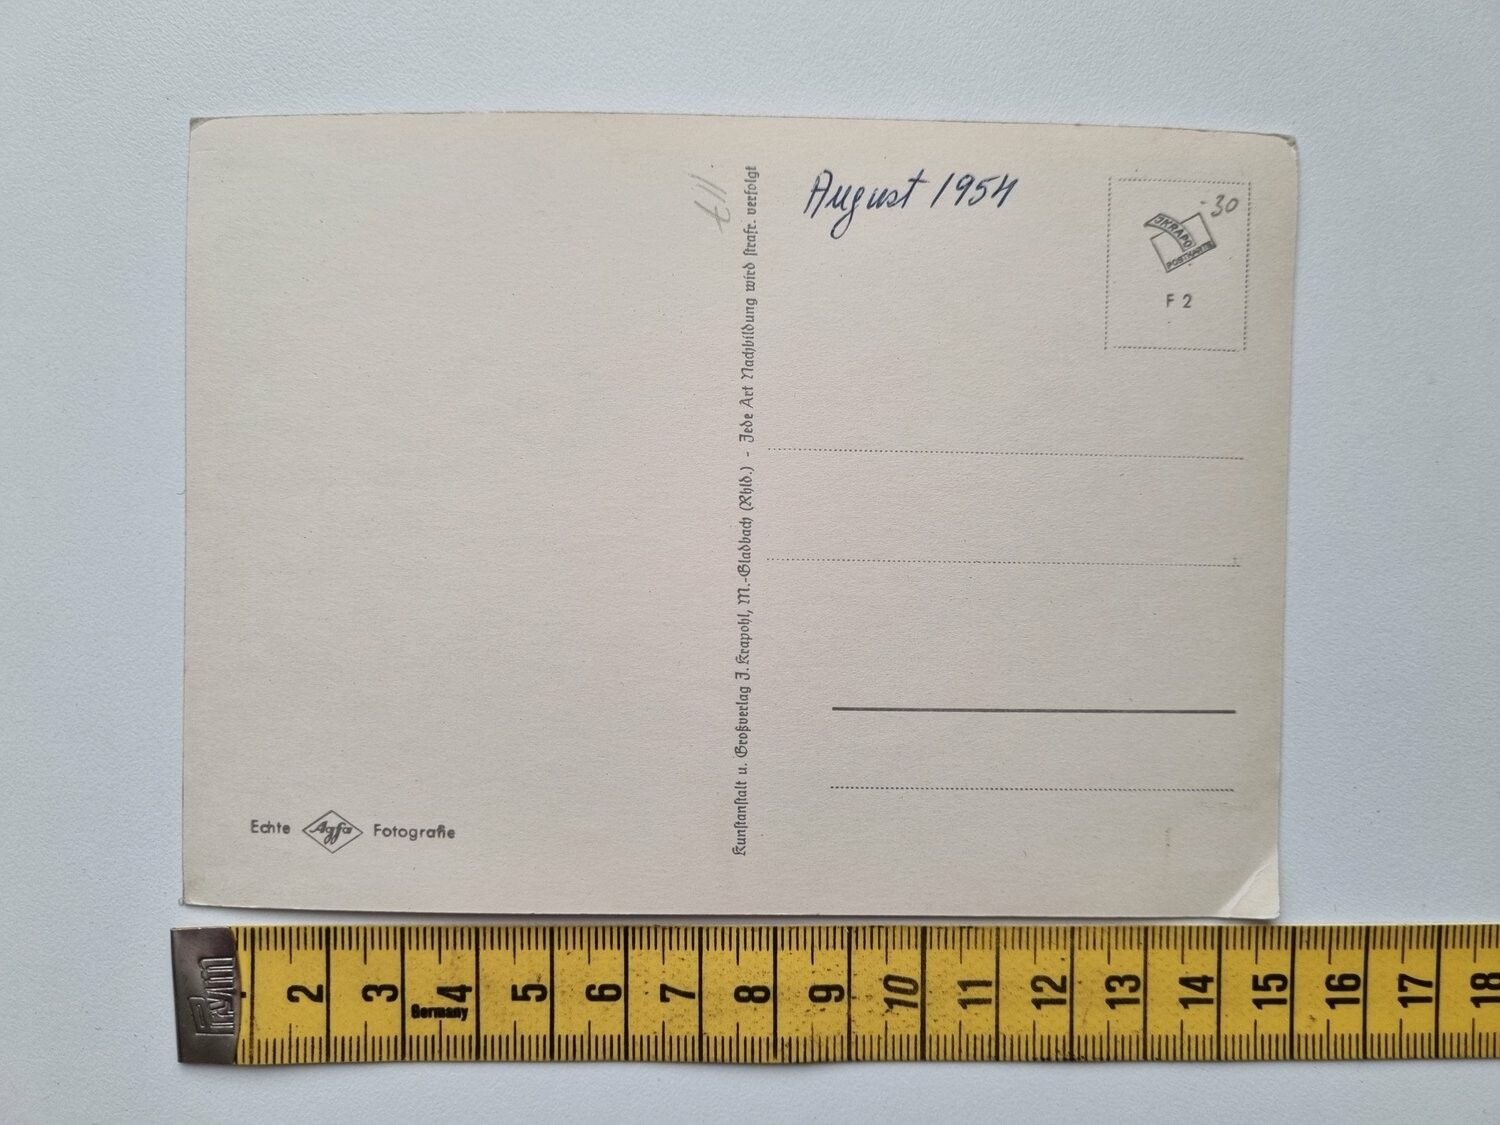 August 1954
-30
JKRAPO
POSTKARTE
F 2
Kunſtanſtalt u. Großverlag J. Krapohl, M.-Gladbach (Rhld.) - Jede Art Nachbildung wird ſtrafr. verfolgt
Echte Agfa Fotografie
Prym
2 3 4 5 6 7 8 9 10 11 12 13 14 15 16 17 18
Germany